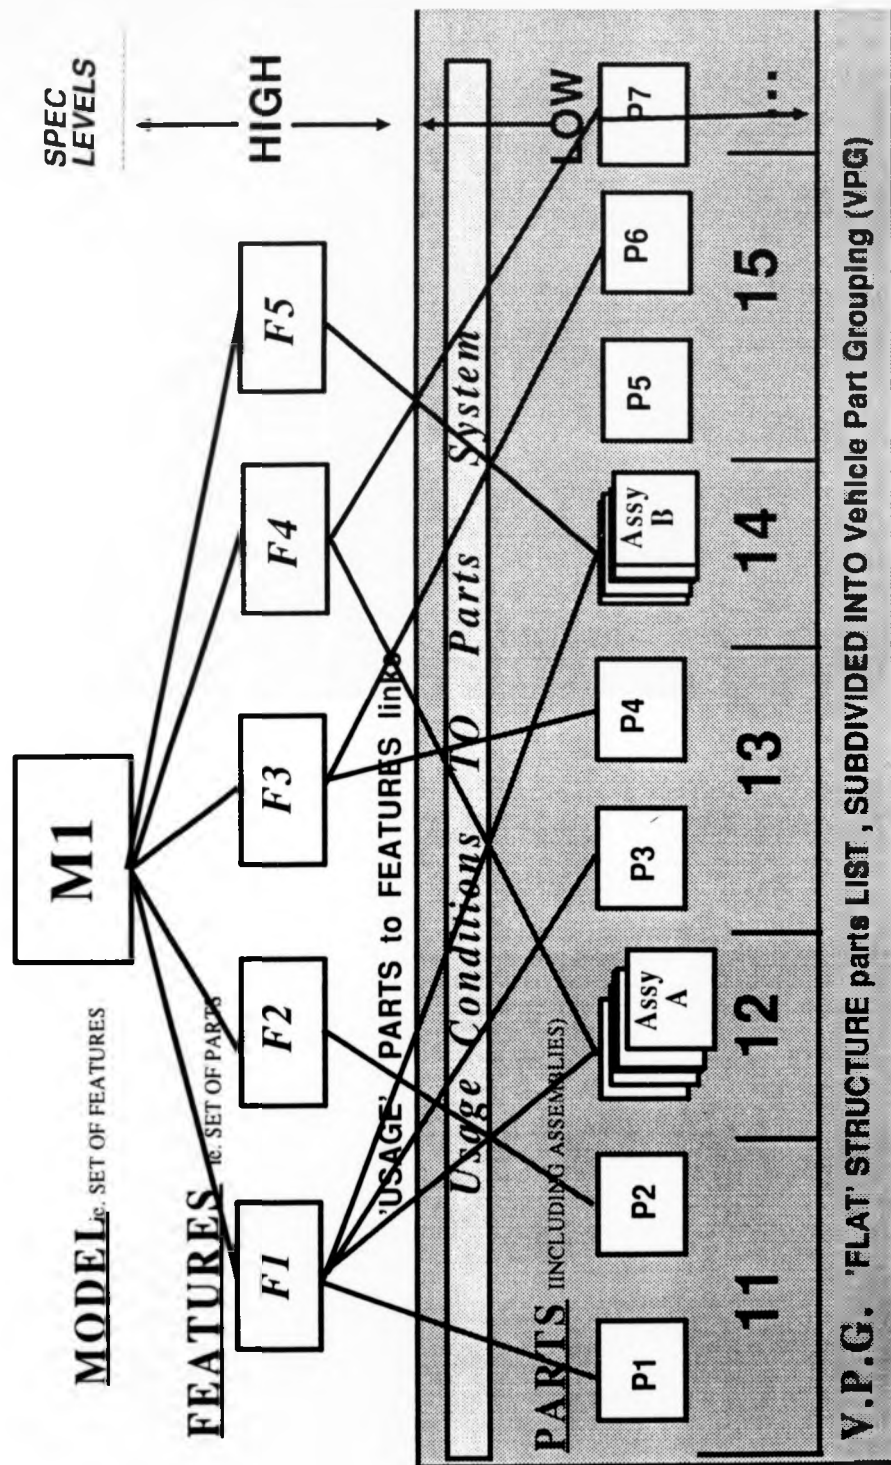 SPEC
LEVELS
M1
MODEL ie. SET OF FEATURES
HIGH
FEATURES ie. SET OF PARTS
F1 F2 F3 F4 F5
'USAGE' PARTS to FEATURES links
Usage Conditions TO Parts System
LOW
PARTS (INCLUDING ASSEMBLIES)
P1 P2 Assy
A P3 P4 Assy
B P5 P6 P7
11 12 13 14 15 ...
V.P.G. 'FLAT' STRUCTURE parts LIST , SUBDIVIDED INTO Vehicle Part Grouping (VPG)